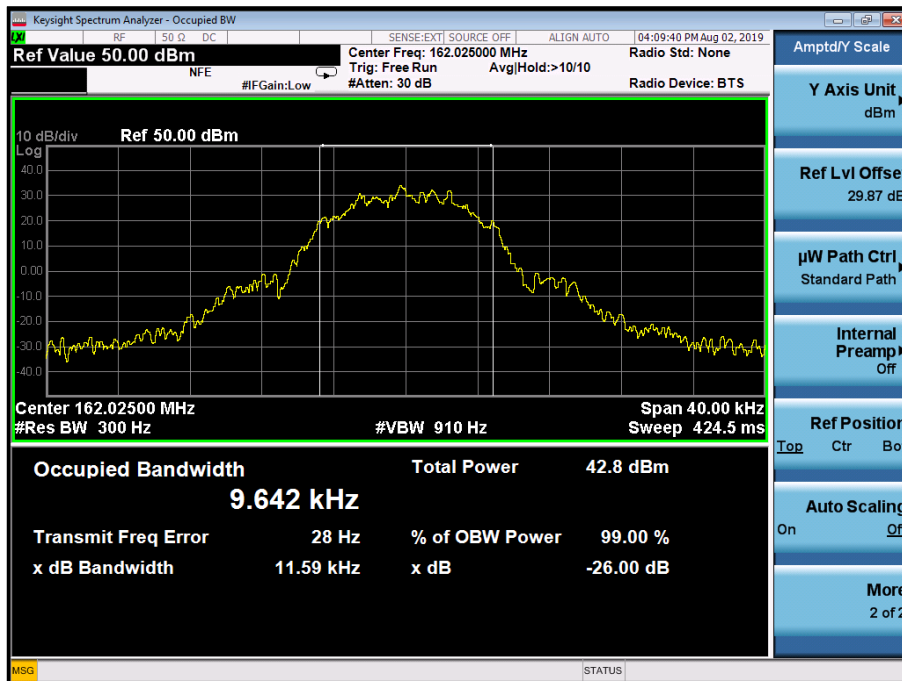 Keysight Spectrum Analyzer - Occupied BW
LXI RF 50 Ω DC SENSE:EXT SOURCE OFF ALIGN AUTO 04:09:40 PM Aug 02, 2019
Ref Value 50.00 dBm
Center Freq: 162.025000 MHz Radio Std: None
NFE Trig: Free Run Avg|Hold:>10/10
#IFGain:Low #Atten: 30 dB Radio Device: BTS
10 dB/div Ref 50.00 dBm
Log
40.0
30.0
20.0
10.0
0.00
-10.0
-20.0
-30.0
-40.0
Center 162.02500 MHz Span 40.00 kHz
#Res BW 300 Hz #VBW 910 Hz Sweep 424.5 ms
Occupied Bandwidth Total Power 42.8 dBm
9.642 kHz
Transmit Freq Error 28 Hz % of OBW Power 99.00 %
x dB Bandwidth 11.59 kHz x dB -26.00 dB
MSG STATUS
Amptd/Y Scale
Y Axis Unit
dBm
Ref Lvl Offse
29.87 dB
µW Path Ctrl
Standard Path
Internal
Preamp
Off
Ref Position
Top Ctr Bo
Auto Scaling
On Of
More
2 of 2